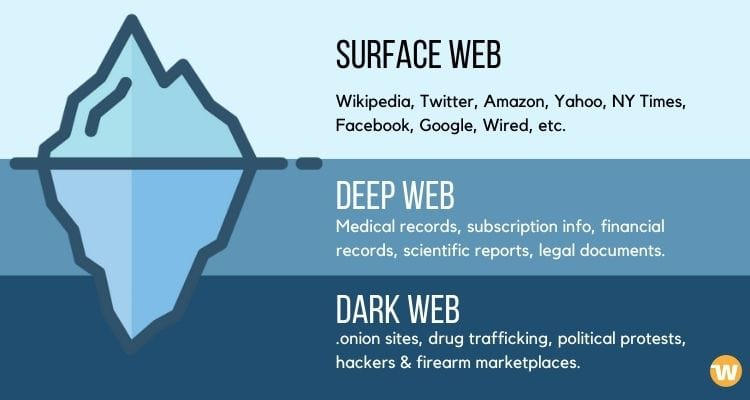 SURFACE WEB
Wikipedia, Twitter, Amazon, Yahoo, NY Times,
Facebook, Google, Wired, etc.
DEEP WEB
Medical records, subscription info, financial
records, scientific reports, legal documents.
DARK WEB
.onion sites, drug trafficking, political protests,
hackers & firearm marketplaces.
W